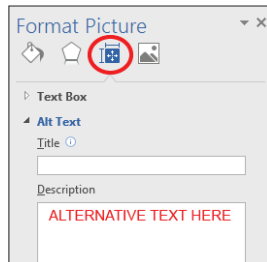 Format Picture
Text Box
Alt Text
Title
Description
ALTERNATIVE TEXT HERE